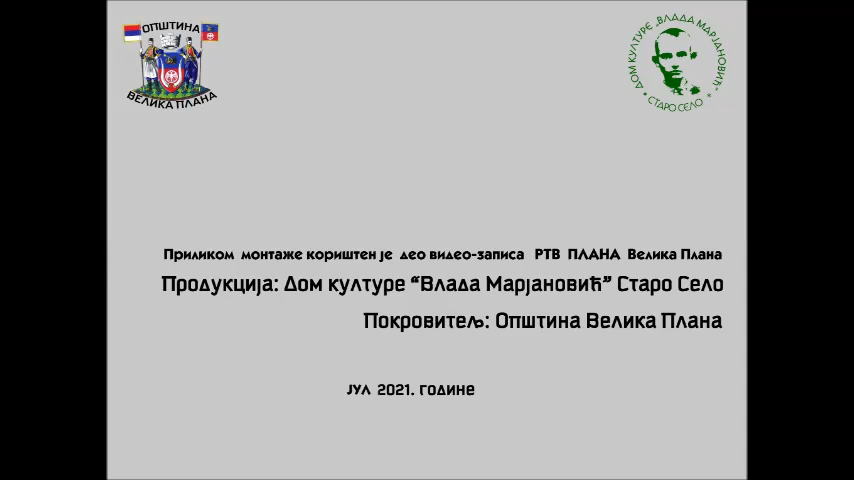 ОПШТИНА
ВЕЛИКА ПЛАНА
ДОМ КУЛТУРЕ „ВЛАДА МАРЈАНОВИЋ"
* СТАРО СЕЛО *
Приликом монтаже кориштен је део видео-записа РТВ ПЛАНА Велика Плана
Продукција: Дом културе “Влада Марјановић” Старо Село
Покровитељ: Општина Велика Плана
ЈУЛ 2021. године